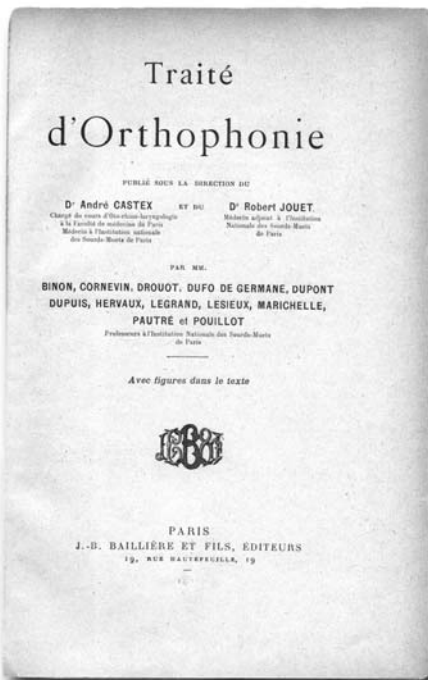 Traité
d'Orthophonie
PUBLIÉ SOUS LA DIRECTION DU
Dr André CASTEX
Chargé de cours d'Oto-rhino-laryngologie
à la Faculté de médecine de Paris
Médecin à l'Institution nationale
des Sourds-Muets de Paris
ET DU
Dr Robert JOUET
Médecin adjoint à l'Institution
Nationale des Sourds-Muets
de Paris
PAR MM.
BINON, CORNEVIN, DROUOT, DUFO DE GERMANE, DUPONT
DUPUIS, HERVAUX, LEGRAND, LESIEUX, MARICHELLE,
PAUTRÉ et POUILLOT
Professeurs à l'Institution Nationale des Sourds-Muets
de Paris
Avec figures dans le texte
PARIS
J.-B. BAILLIÈRE ET FILS, ÉDITEURS
19, RUE HAUTEFEUILLE, 19